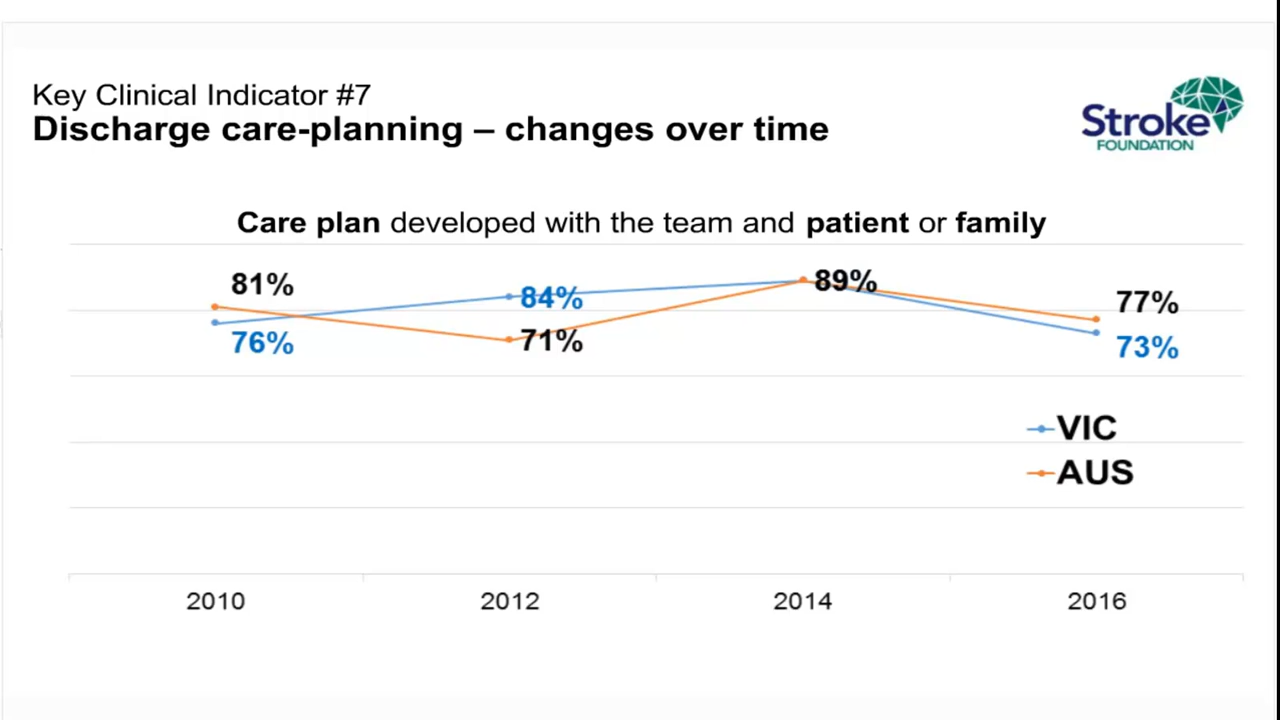 Key Clinical Indicator #7
Discharge care-planning – changes over time
Stroke
FOUNDATION
Care plan developed with the team and patient or family
81%
76%
84%
71%
89%
77%
73%
VIC
AUS
2010 2012 2014 2016